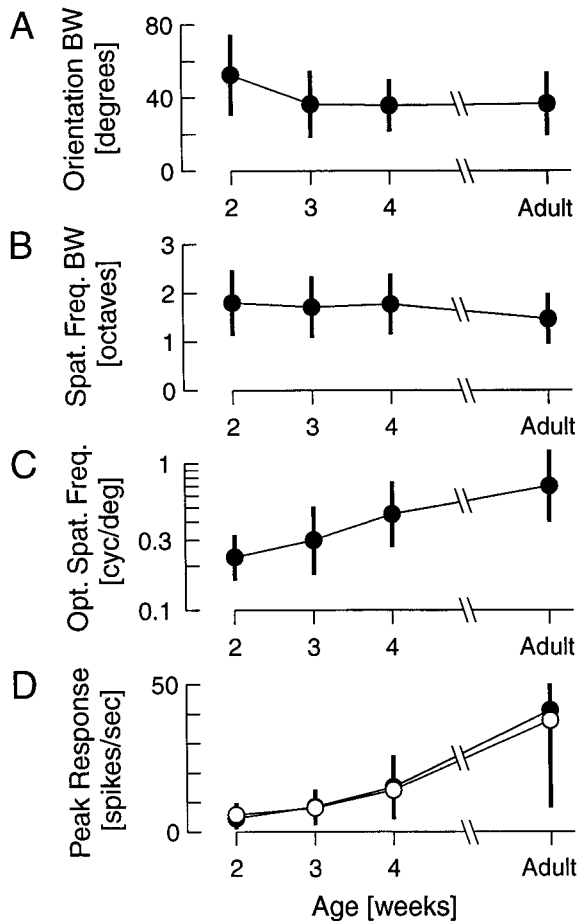 A
Orientation BW
[degrees]
80
40
0
2
3
4
Adult
B
Spat. Freq. BW
[octaves]
3
2
1
0
2
3
4
Adult
C
Opt. Spat. Freq.
[cyc/deg]
1
0.3
0.1
2
3
4
Adult
D
Peak Response
[spikes/sec]
50
0
2
3
4
Adult
Age [weeks]